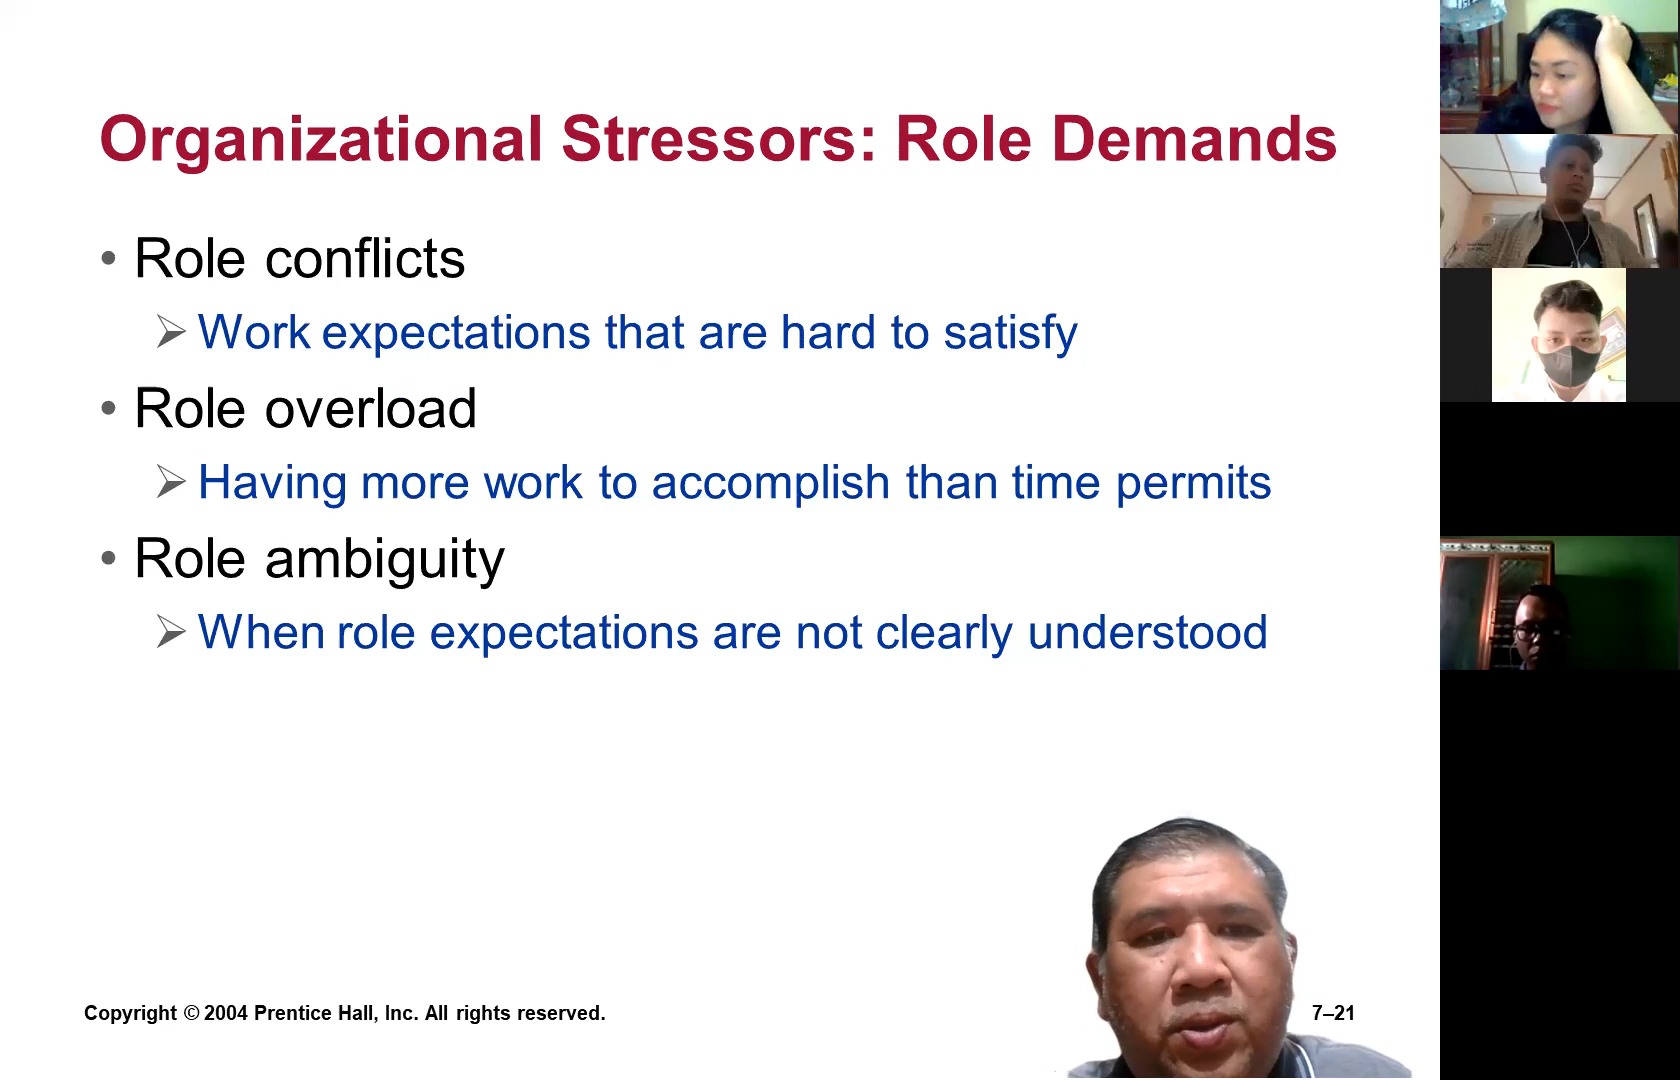 Organizational Stressors: Role Demands
• Role conflicts
➢ Work expectations that are hard to satisfy
• Role overload
➢ Having more work to accomplish than time permits
• Role ambiguity
➢ When role expectations are not clearly understood
Copyright © 2004 Prentice Hall, Inc. All rights reserved.
7–21